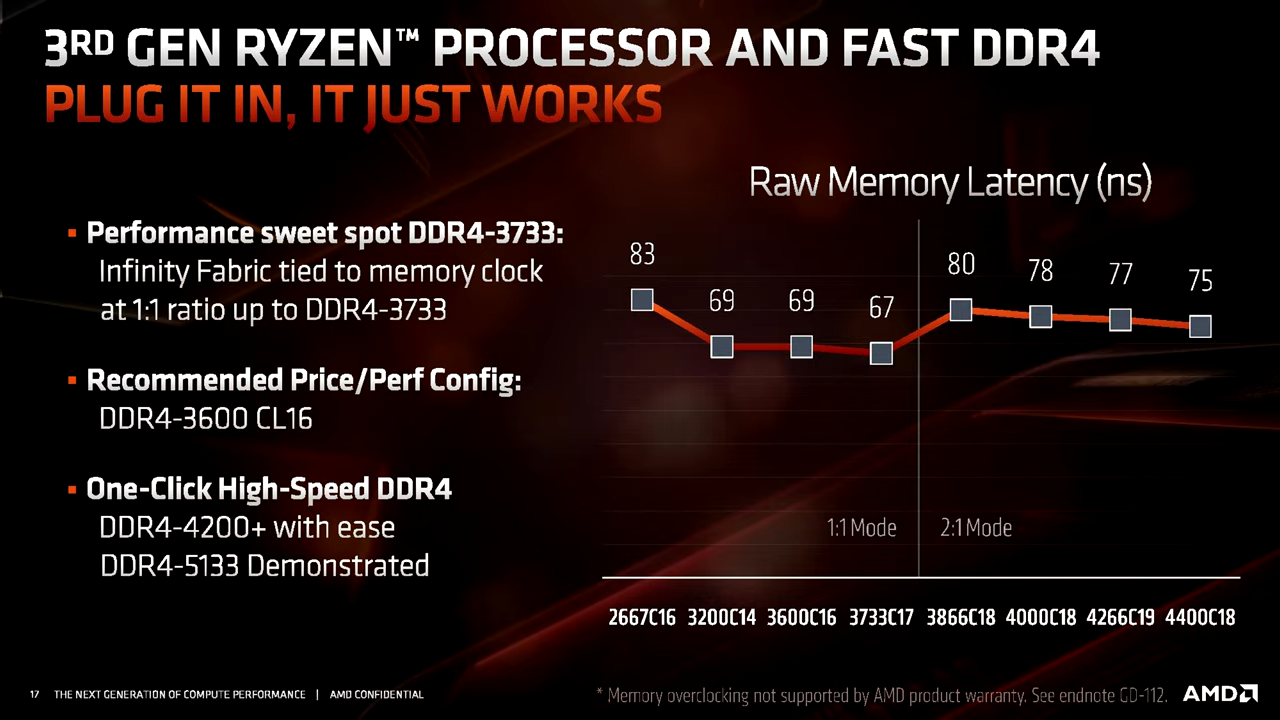 3RD GEN RYZEN™ PROCESSOR AND FAST DDR4
PLUG IT IN, IT JUST WORKS
▪ Performance sweet spot DDR4-3733:
Infinity Fabric tied to memory clock
at 1:1 ratio up to DDR4-3733
▪ Recommended Price/Perf Config:
DDR4-3600 CL16
▪ One-Click High-Speed DDR4
DDR4-4200+ with ease
DDR4-5133 Demonstrated
Raw Memory Latency (ns)
83 69 69 67 80 78 77 75
1:1 Mode 2:1 Mode
2667C16 3200C14 3600C16 3733C17 3866C18 4000C18 4266C19 4400C18
17 THE NEXT GENERATION OF COMPUTE PERFORMANCE | AMD CONFIDENTIAL
* Memory overclocking not supported by AMD product warranty. See endnote GD-112.
AMD